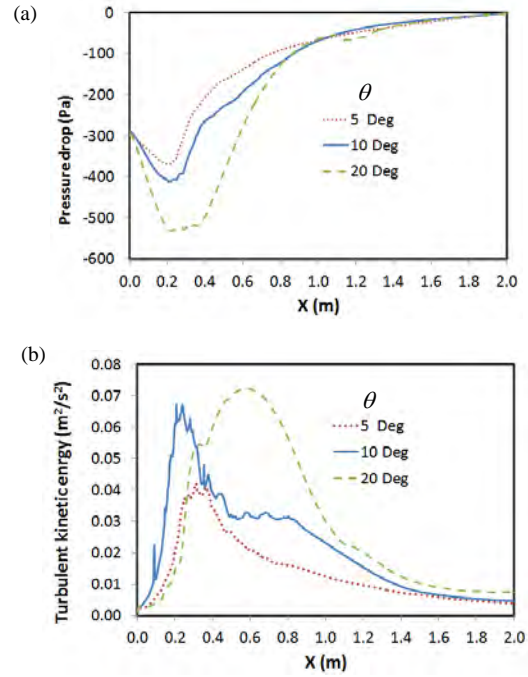 (a)
0
-100
-200
-300
-400
-500
-600
Pressure drop (Pa)
θ
5 Deg
10 Deg
20 Deg
0.0 0.2 0.4 0.6 0.8 1.0 1.2 1.4 1.6 1.8 2.0
X (m)
(b)
0.08
0.07
0.06
0.05
0.04
0.03
0.02
0.01
0.00
Turbulent kinetic enrgy (m²/s²)
θ
5 Deg
10 Deg
20 Deg
0.0 0.2 0.4 0.6 0.8 1.0 1.2 1.4 1.6 1.8 2.0
X (m)